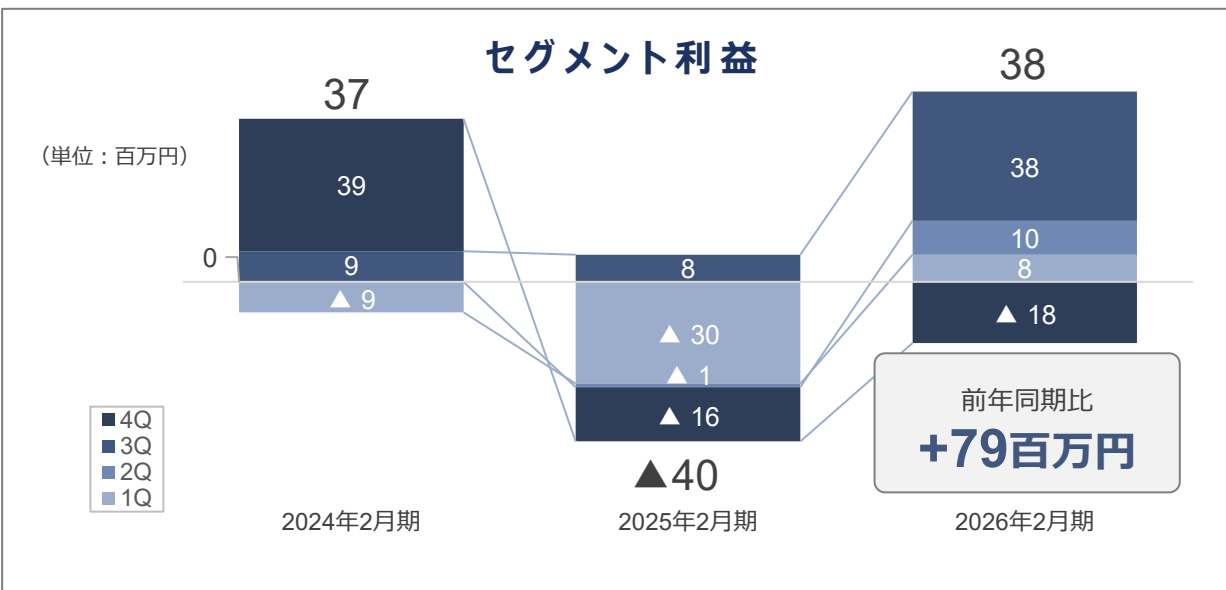 セグメント利益
(単位：百万円)
37
39
9
▲ 9
0
8
▲ 30
▲ 1
▲ 16
▲40
38
38
10
8
▲ 18
前年同期比
+79百万円
4Q
3Q
2Q
1Q
2024年2月期
2025年2月期
2026年2月期